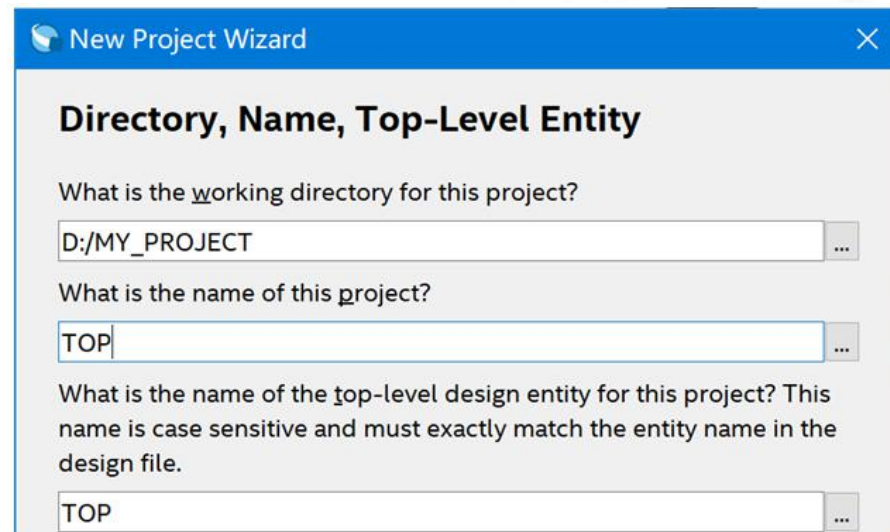 New Project Wizard
Directory, Name, Top-Level Entity
What is the working directory for this project?
D:/MY_PROJECT
...
What is the name of this project?
TOP
...
What is the name of the top-level design entity for this project? This
name is case sensitive and must exactly match the entity name in the
design file.
TOP
...